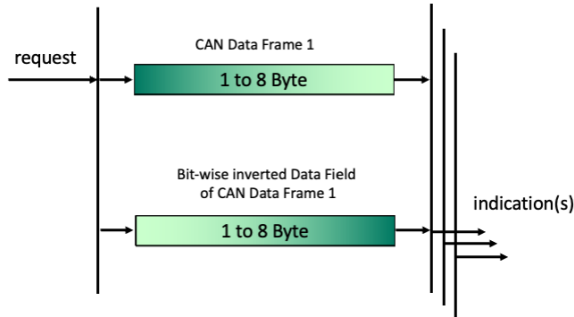 CAN Data Frame 1
request
1 to 8 Byte
Bit-wise inverted Data Field
of CAN Data Frame 1
indication(s)
1 to 8 Byte